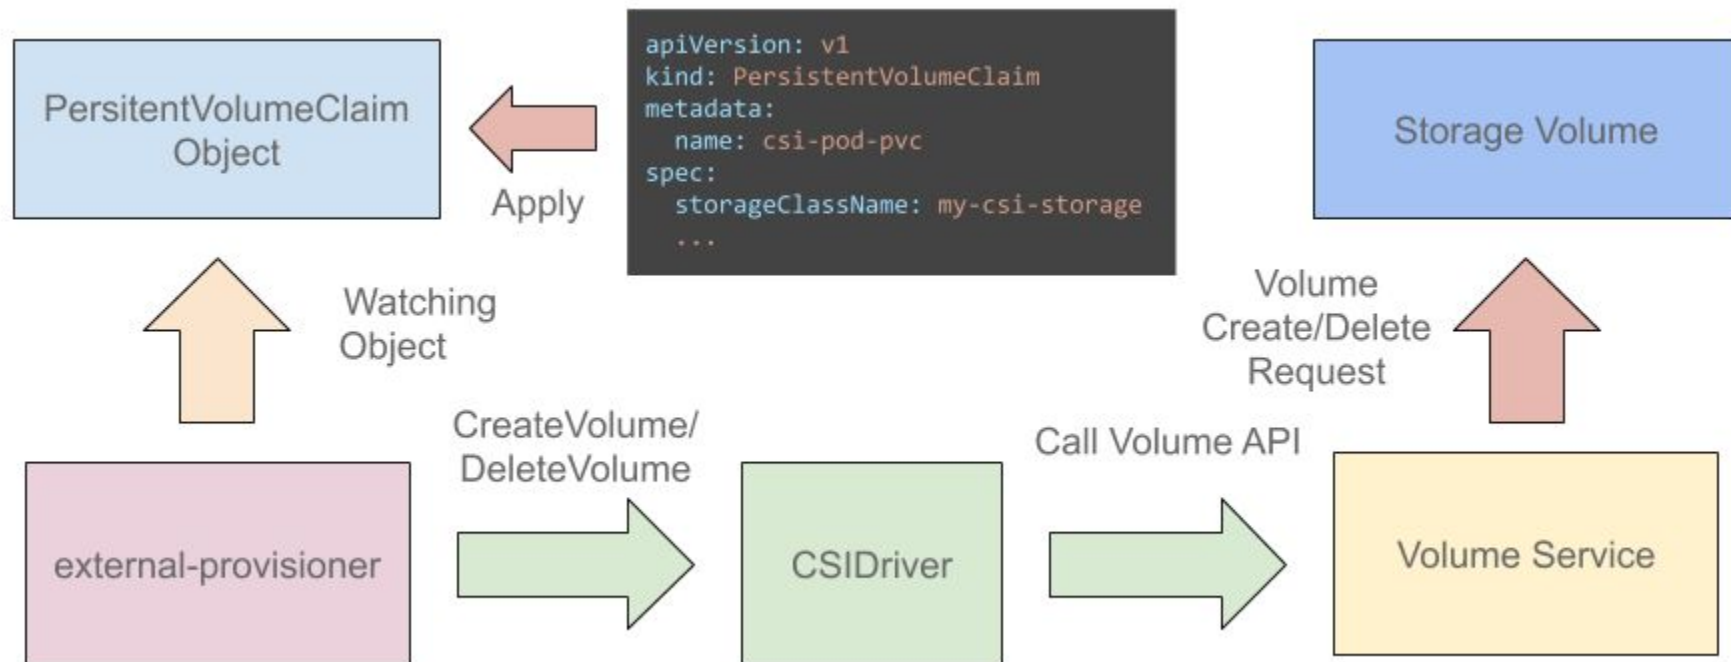 PersitentVolumeClaim
Object
Apply
apiVersion: v1
kind: PersistentVolumeClaim
metadata:
  name: csi-pod-pvc
spec:
  storageClassName: my-csi-storage
  ...
Storage Volume
Watching
Object
Volume
Create/Delete
Request
CreateVolume/
DeleteVolume
Call Volume API
external-provisioner
CSIDriver
Volume Service